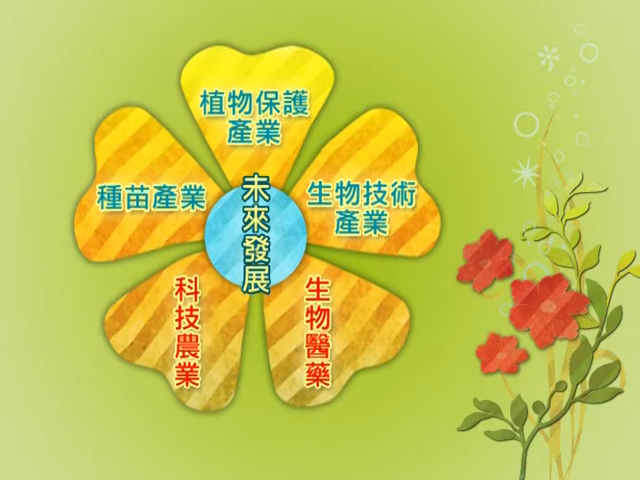 植物保護
產業
種苗產業
生物技術
產業
未來發展
科技農業
生物醫藥